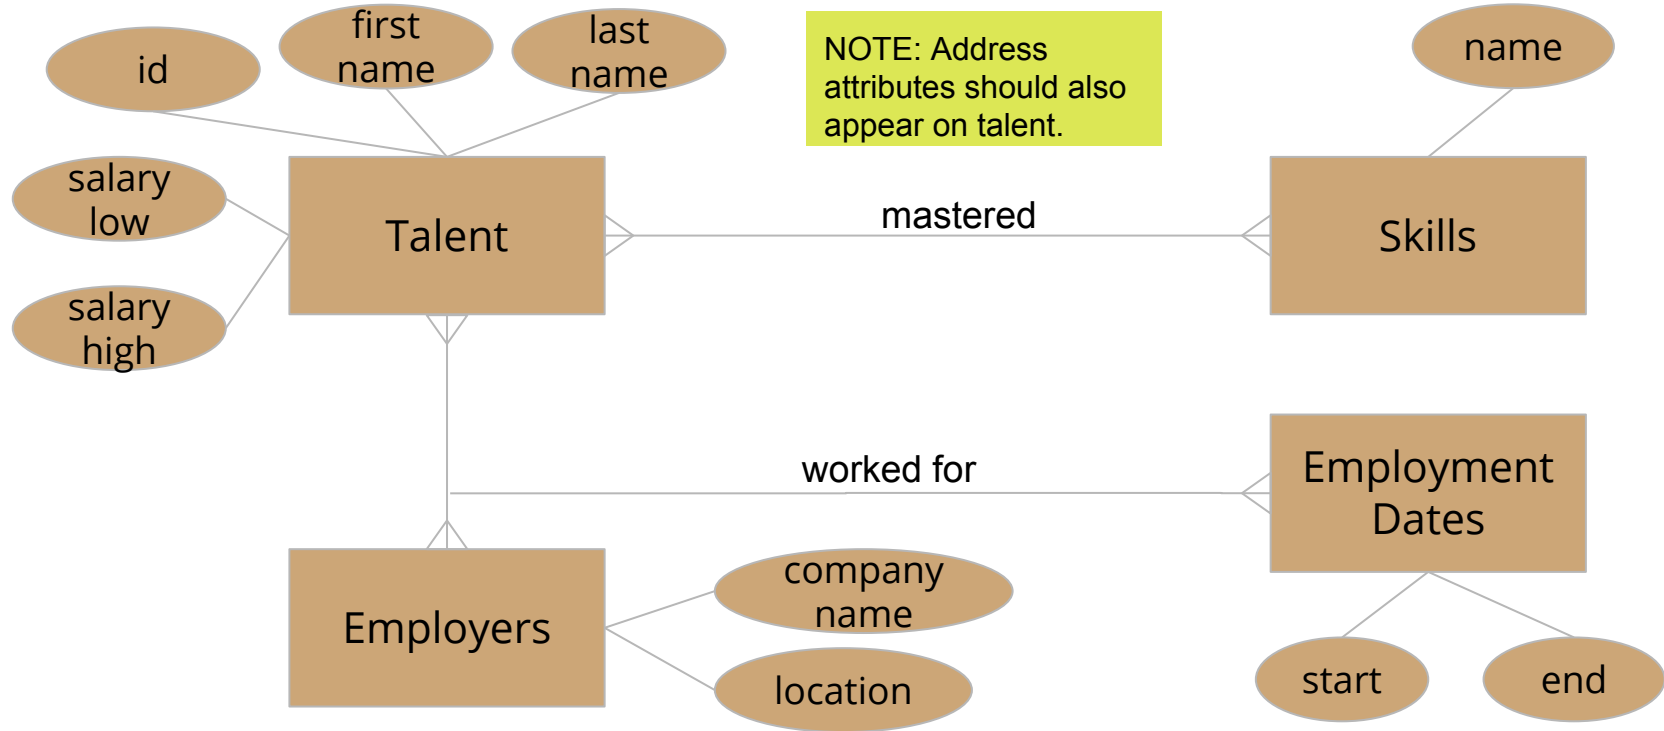 id
first
name
last
name
NOTE: Address
attributes should also
appear on talent.
name
salary
low
Talent
mastered
Skills
salary
high
worked for
Employment
Dates
Employers
company
name
location
start
end